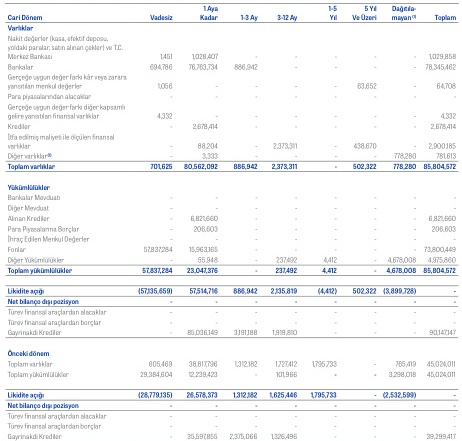 1 Aya 1-5 5 Yıl Dağıtıla-
Cari Dönem Vadesiz Kadar 1-3 Ay 3-12 Ay Yıl Ve Üzeri mayan (1) Toplam
Varlıklar
Nakit değerler (kasa, efektif deposu,
yoldaki paralar, satın alınan çekler) ve T.C.
Merkez Bankası 1,451 1,028,407 - - - - - 1,029,858
Bankalar 694,786 76,763,734 886,942 - - - - 78,345,462
Gerçeğe uygun değer farkı kâr veya zarara
yansıtılan menkul değerler 1,056 - - - - 63,652 - 64,708
Para piyasalarından alacaklar - - - - - - - -
Gerçeğe uygun değer farkı diğer kapsamlı
gelire yansıtılan finansal varlıklar 4,332 - - - - - - 4,332
Krediler - 2,678,414 - - - - - 2,678,414
İtfa edilmiş maliyeti ile ölçülen finansal
varlıklar - 88,204 - 2,373,311 - 438,670 - 2,900,185
Diğer varlıklar - 3,333 - - - - 778,280 781,613
Toplam varlıklar 701,625 80,562,092 886,942 2,373,311 - 502,322 778,280 85,804,572
Yükümlülükler
Bankalar Mevduatı - - - - - - - -
Diğer Mevduat - - - - - - - -
Alınan Krediler - 6,821,660 - - - - - 6,821,660
Para Piyasalarına Borçlar - 206,603 - - - - - 206,603
İhraç Edilen Menkul Değerler - - - - - - - -
Fonlar 57,837,284 15,963,165 - - - - - 73,800,449
Diğer Yükümlülükler - 55,948 - 237,492 4,412 - 4,678,008 4,975,860
Toplam yükümlülükler 57,837,284 23,047,376 - 237,492 4,412 - 4,678,008 85,804,572
Likidite açığı (57,135,659) 57,514,716 886,942 2,135,819 (4,412) 502,322 (3,899,728) -
Net bilanço dışı pozisyon - - - - - - - -
Türev finansal araçlardan alacaklar - - - - - - - -
Türev finansal araçlardan borçlar - - - - - - - -
Gayrinakdi Krediler - 85,036,149 3,191,188 1,919,810 - - - 90,147,147
Önceki dönem
Toplam varlıklar 605,469 38,817,796 1,312,182 1,727,412 1,795,733 - 765,419 45,024,011
Toplam yükümlülükler 29,384,604 12,239,423 - 101,966 - - 3,298,018 45,024,011
Likidite açığı (28,779,135) 26,578,373 1,312,182 1,625,446 1,795,733 - (2,532,599) -
Net bilanço dışı pozisyon - - - - - - - -
Türev finansal araçlardan alacaklar - - - - - - - -
Türev finansal araçlardan borçlar - - - - - - - -
Gayrinakdi Krediler - 35,597,855 2,375,066 1,326,496 - - - 39,299,417